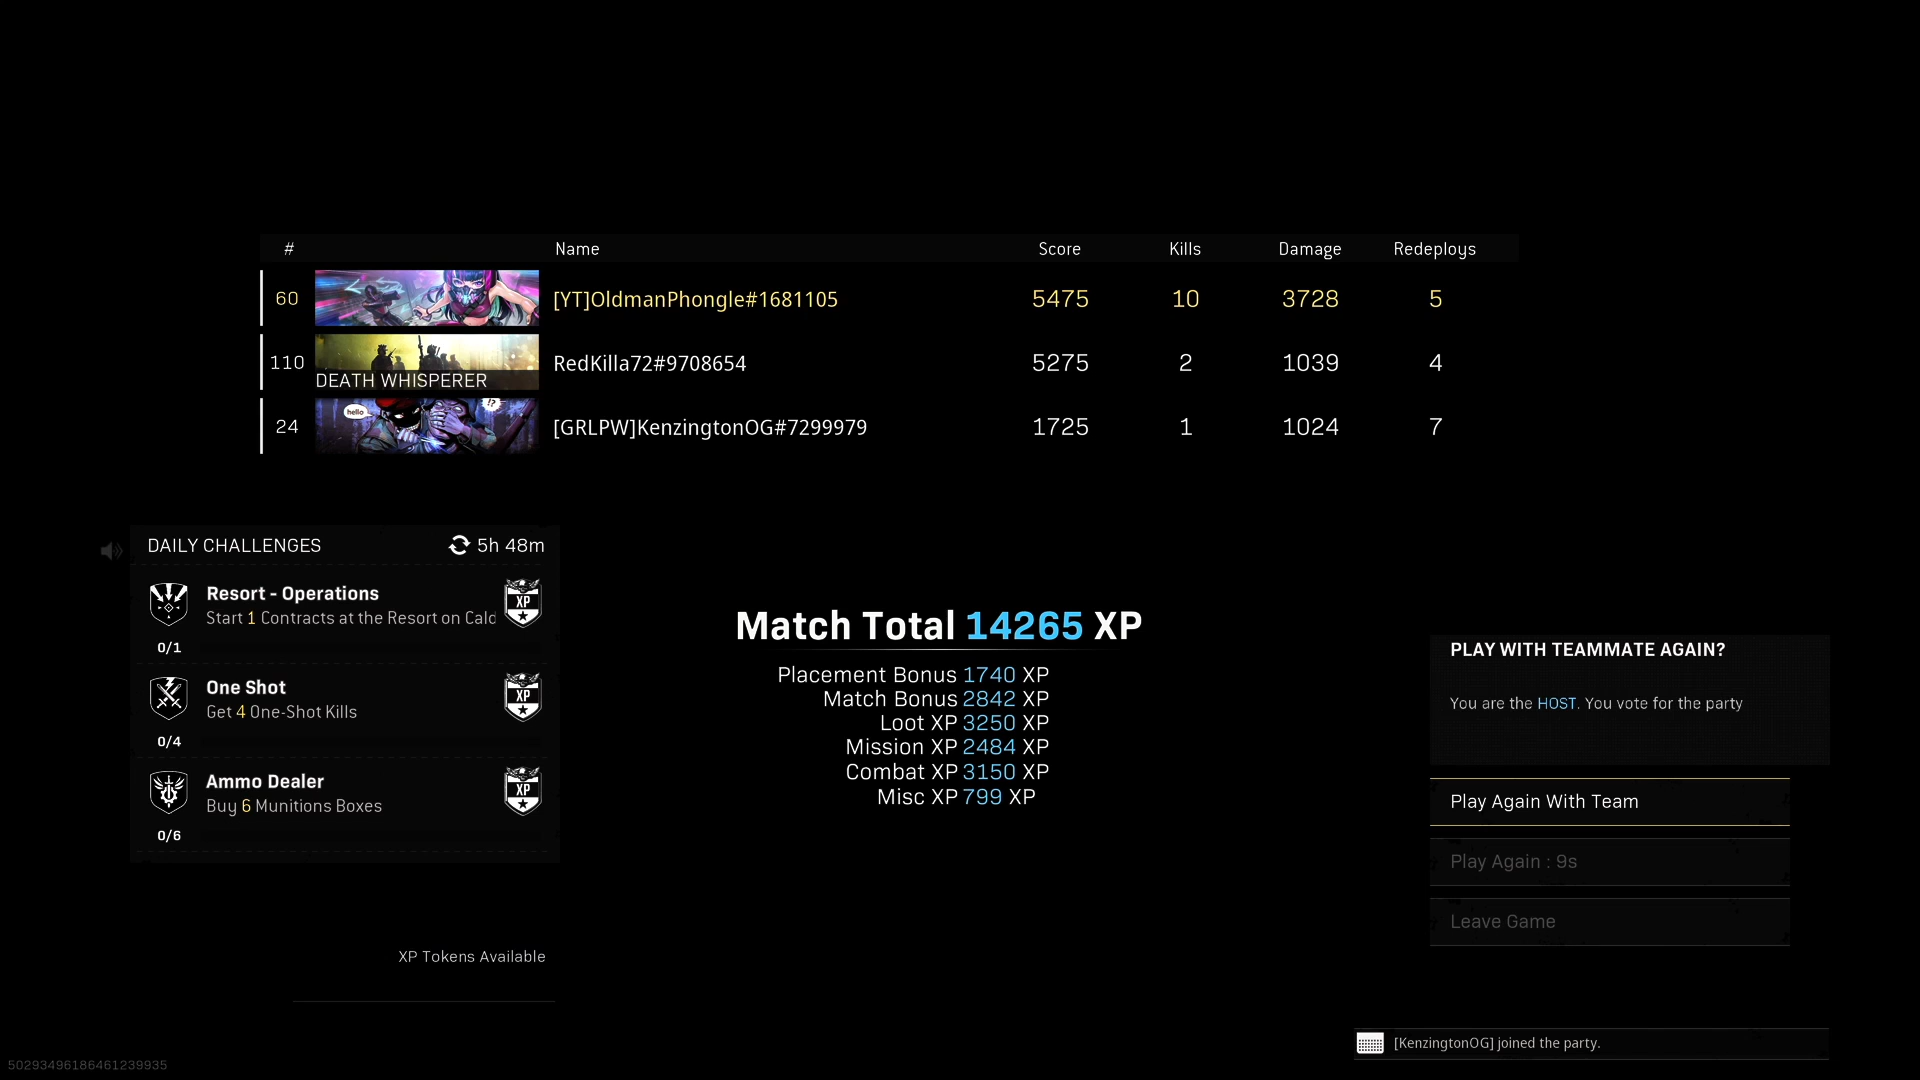 # Name Score Kills Damage Redeploys
60 [YT]OldmanPhongle#1681105 5475 10 3728 5
110 DEATH WHISPERER RedKilla72#9708654 5275 2 1039 4
hello !?
24 [GRLPW]KenzingtonOG#7299979 1725 1 1024 7
DAILY CHALLENGES 5h 48m
Resort - Operations XP
Start 1 Contracts at the Resort on Cald
0/1
One Shot XP
Get 4 One-Shot Kills
0/4
Ammo Dealer XP
Buy 6 Munitions Boxes
0/6
XP Tokens Available
Match Total 14265 XP
Placement Bonus 1740 XP
Match Bonus 2842 XP
Loot XP 3250 XP
Mission XP 2484 XP
Combat XP 3150 XP
Misc XP 799 XP
PLAY WITH TEAMMATE AGAIN?
You are the HOST. You vote for the party
Play Again With Team
Play Again : 9s
Leave Game
[KenzingtonOG] joined the party.
50293496186461239935